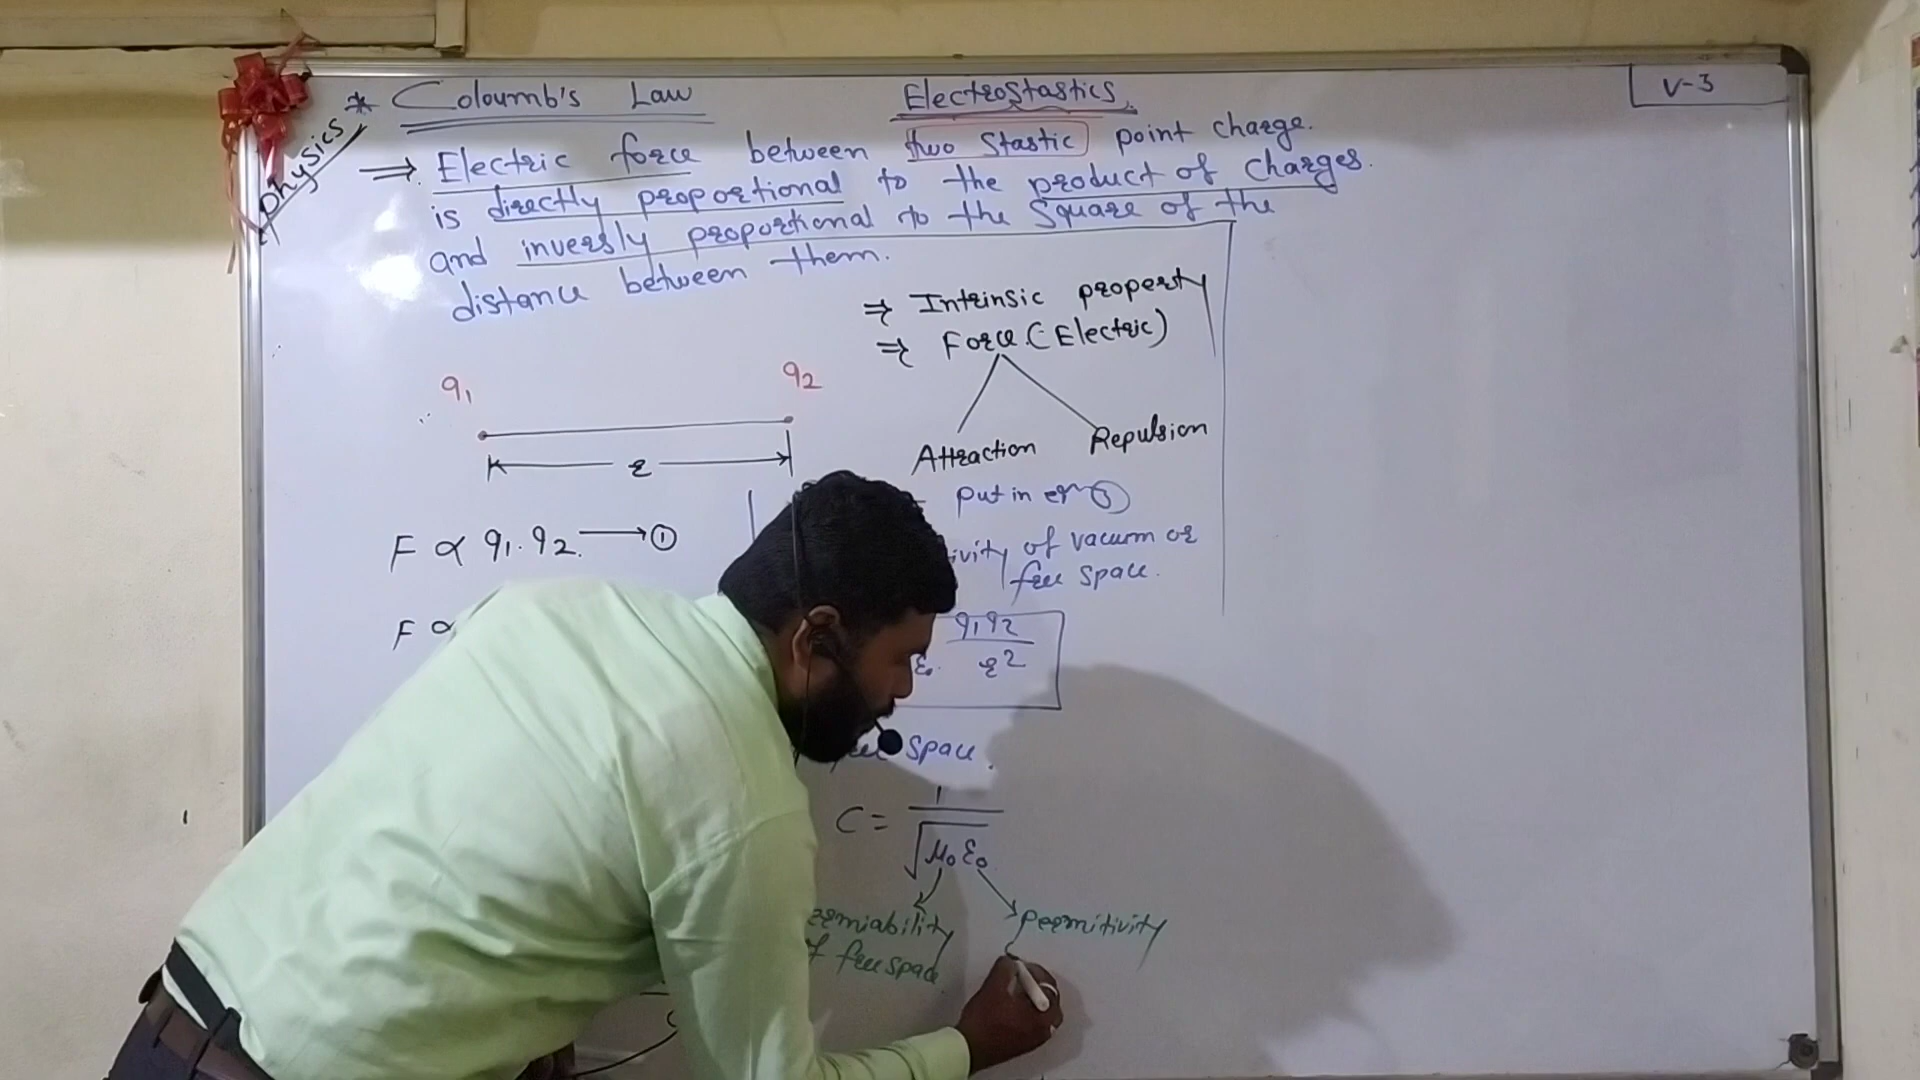 * Coloumb's Law
Electrostastics
V-3
physics
⇒ Electric force between two Stastic point charge.
is directly proportional to the product of charges.
and inversly proportional to the square of the
distance between them.
⇒ Intrinsic property
⇒ Force (Electric)
q₁
q₂
Attraction
Repulsion
r
put in eqn
F ∝ q₁.q₂ → ①
of vacuum or
free space.
F ∝
q₁q₂
ε₀
r²
space.
C = 1
√μ₀ε₀
permitivity
free space